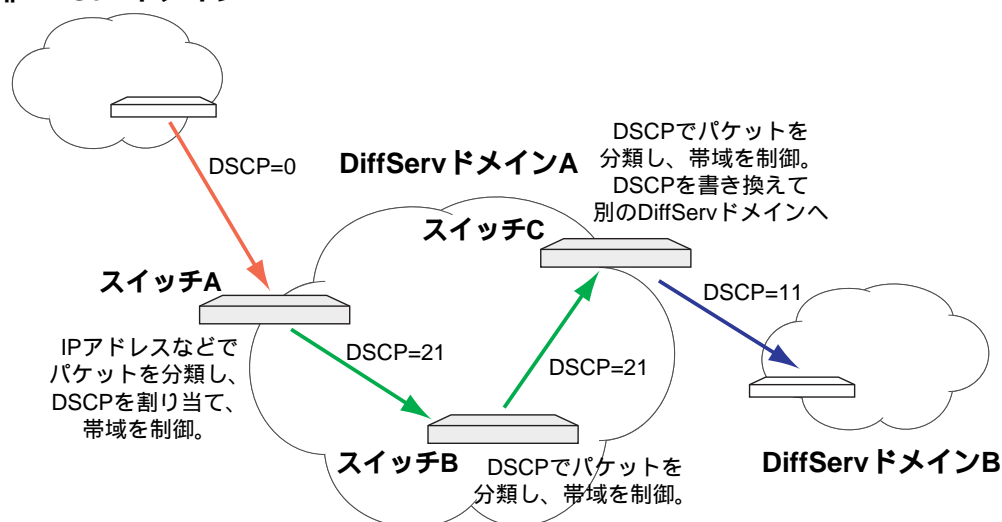 DSCP=0
DiffServドメインA
DSCPでパケットを
分類し、帯域を制御。
DSCPを書き換えて
別のDiffServドメインへ
スイッチC
スイッチA
DSCP=11
IPアドレスなどで
パケットを分類し、
DSCPを割り当て、
帯域を制御。
DSCP=21
DSCP=21
スイッチB
DSCPでパケットを
分類し、帯域を制御。
DiffServドメインB